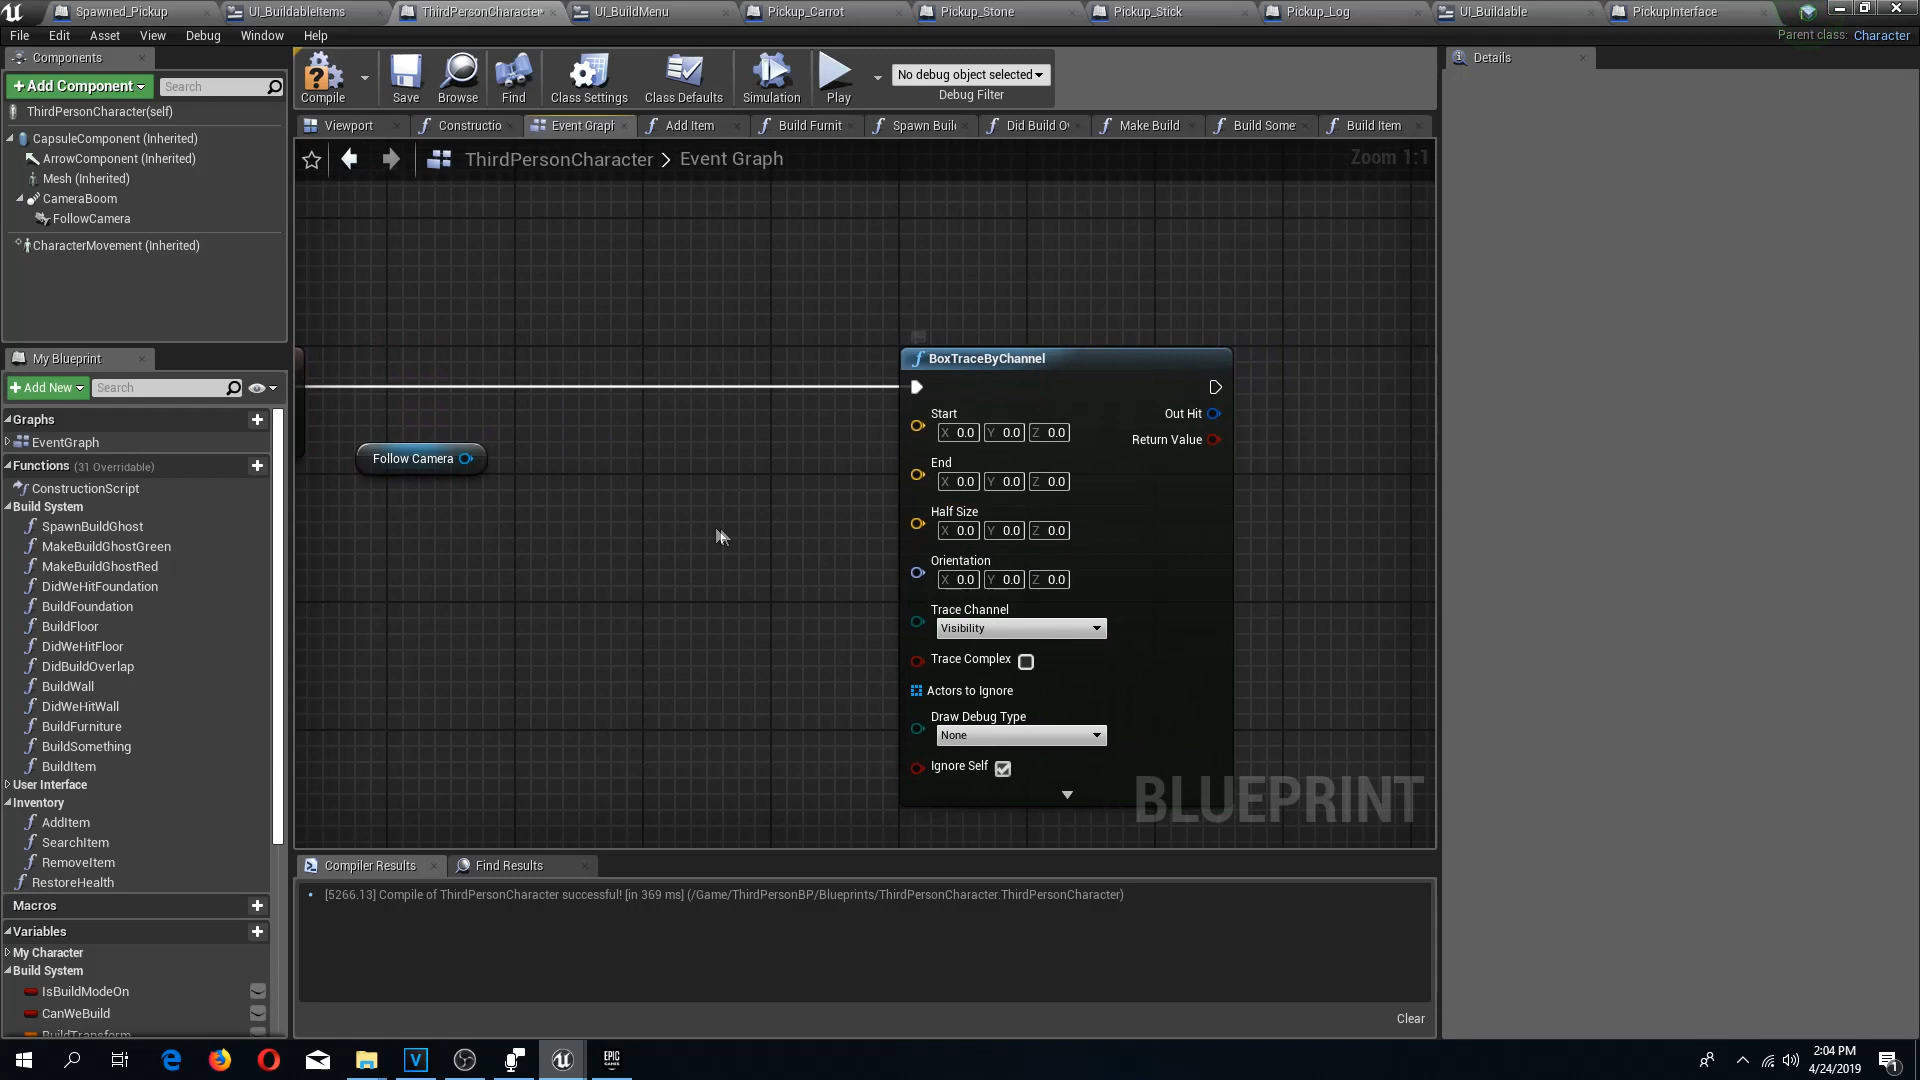 Spawned_Pickup
UI_BuildableItems
ThirdPersonCharacter*
UI_BuildMenu
Pickup_Carrot
Pickup_Stone
Pickup_Stick
Pickup_Log
UI_Buildable
PickupInterface
File Edit Asset View Debug Window Help
Parent class: Character
Components
Details
+ Add Component
Search
Compile
Save
Browse
Find
Class Settings
Class Defaults
Simulation
Play
No debug object selected
Debug Filter
ThirdPersonCharacter(self)
Viewport
Constructio
Event Graph
Add Item
Build Furnit
Spawn Buil
Did Build O
Make Build
Build Some
Build Item
CapsuleComponent (Inherited)
ArrowComponent (Inherited)
Mesh (Inherited)
CameraBoom
FollowCamera
CharacterMovement (Inherited)
ThirdPersonCharacter > Event Graph
Zoom 1:1
My Blueprint
+ Add New
Search
Graphs
EventGraph
Functions (31 Overridable)
ConstructionScript
Build System
SpawnBuildGhost
MakeBuildGhostGreen
MakeBuildGhostRed
DidWeHitFoundation
BuildFoundation
BuildFloor
DidWeHitFloor
DidBuildOverlap
BuildWall
DidWeHitWall
BuildFurniture
BuildSomething
BuildItem
User Interface
Inventory
AddItem
SearchItem
RemoveItem
RestoreHealth
Macros
Variables
My Character
Build System
IsBuildModeOn
CanWeBuild
BuildTransform
Follow Camera
BoxTraceByChannel
Start
X 0.0 Y 0.0 Z 0.0
Out Hit
Return Value
End
X 0.0 Y 0.0 Z 0.0
Half Size
X 0.0 Y 0.0 Z 0.0
Orientation
X 0.0 Y 0.0 Z 0.0
Trace Channel
Visibility
Trace Complex
Actors to Ignore
Draw Debug Type
None
Ignore Self
BLUEPRINT
Compiler Results
Find Results
[5266.13] Compile of ThirdPersonCharacter successful! [in 369 ms] (/Game/ThirdPersonBP/Blueprints/ThirdPersonCharacter.ThirdPersonCharacter)
Clear
EPIC
GAMES
2:04 PM
4/24/2019
1